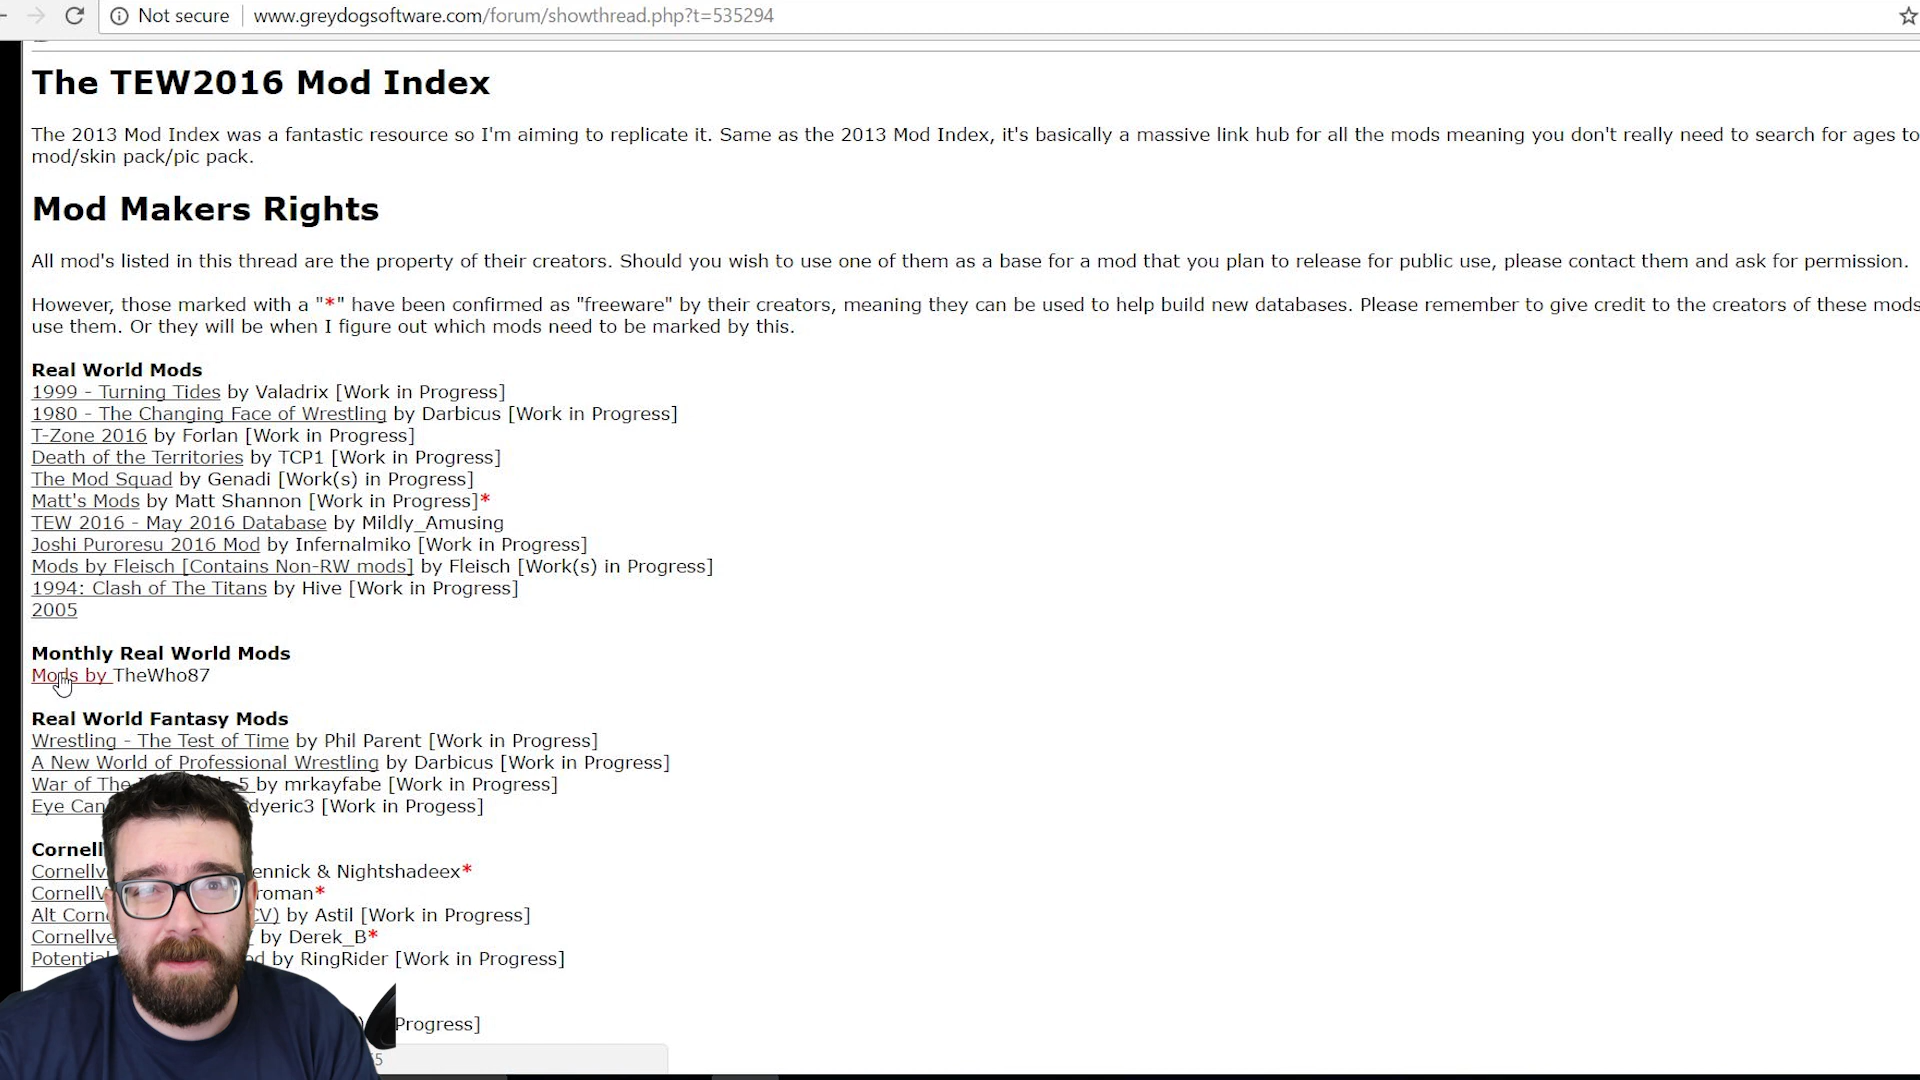 Not secure | www.greydogsoftware.com/forum/showthread.php?t=535294
The TEW2016 Mod Index
The 2013 Mod Index was a fantastic resource so I'm aiming to replicate it. Same as the 2013 Mod Index, it's basically a massive link hub for all the mods meaning you don't really need to search for ages to
mod/skin pack/pic pack.
Mod Makers Rights
All mod's listed in this thread are the property of their creators. Should you wish to use one of them as a base for a mod that you plan to release for public use, please contact them and ask for permission.
However, those marked with a "*" have been confirmed as "freeware" by their creators, meaning they can be used to help build new databases. Please remember to give credit to the creators of these mods
use them. Or they will be when I figure out which mods need to be marked by this.
Real World Mods
1999 - Turning Tides by Valadrix [Work in Progress]
1980 - The Changing Face of Wrestling by Darbicus [Work in Progress]
T-Zone 2016 by Forlan [Work in Progress]
Death of the Territories by TCP1 [Work in Progress]
The Mod Squad by Genadi [Work(s) in Progress]
Matt's Mods by Matt Shannon [Work in Progress]*
TEW 2016 - May 2016 Database by Mildly_Amusing
Joshi Puroresu 2016 Mod by Infernalmiko [Work in Progress]
Mods by Fleisch [Contains Non-RW mods] by Fleisch [Work(s) in Progress]
1994: Clash of The Titans by Hive [Work in Progress]
2005
Monthly Real World Mods
Mods by TheWho87
Real World Fantasy Mods
Wrestling - The Test of Time by Phil Parent [Work in Progress]
A New World of Professional Wrestling by Darbicus [Work in Progress]
War of The 5 by mrkayfabe [Work in Progress]
Eye Can dyeric3 [Work in Progess]
Cornell
Cornellv ennick & Nightshadeex*
CornellV roman*
Alt Corn CV) by Astil [Work in Progress]
Cornellve by Derek_B*
Potential d by RingRider [Work in Progress]
Progress]